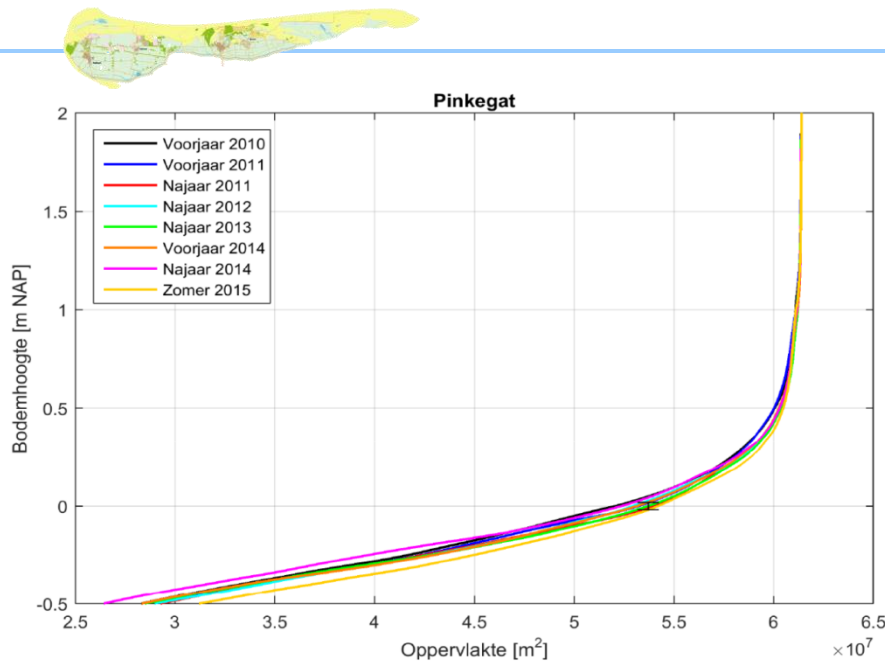 Pinkegat
2
1.5
1
0.5
0
-0.5
Bodemhoogte [m NAP]
Voorjaar 2010
Voorjaar 2011
Najaar 2011
Najaar 2012
Najaar 2013
Voorjaar 2014
Najaar 2014
Zomer 2015
2.5 3 3.5 4 4.5 5 5.5 6 6.5
Oppervlakte [m²]
×10⁷